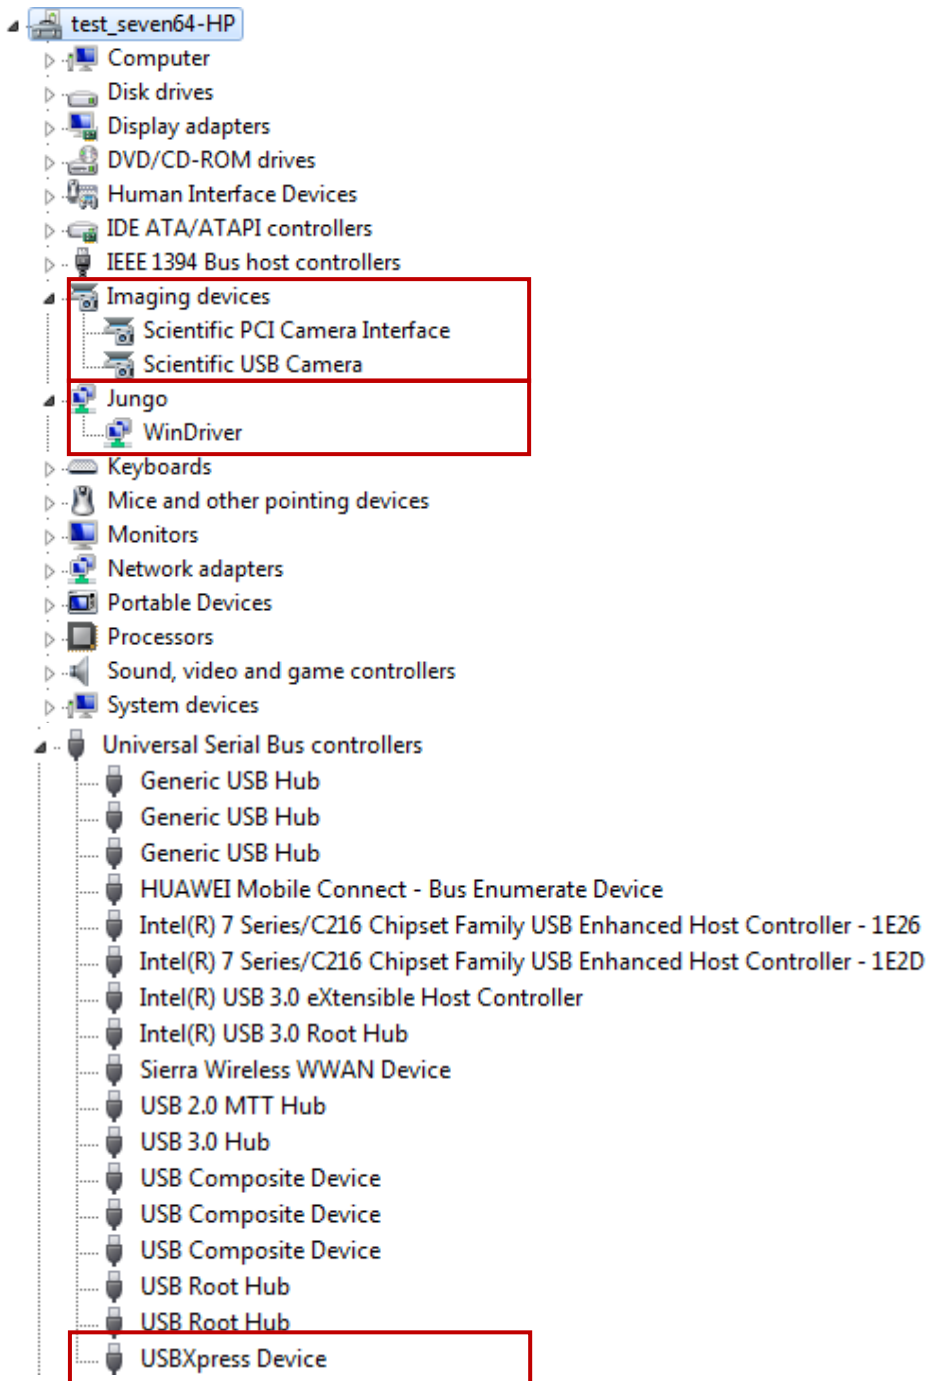 test_seven64-HP
Computer
Disk drives
Display adapters
DVD/CD-ROM drives
Human Interface Devices
IDE ATA/ATAPI controllers
IEEE 1394 Bus host controllers
Imaging devices
Scientific PCI Camera Interface
Scientific USB Camera
Jungo
WinDriver
Keyboards
Mice and other pointing devices
Monitors
Network adapters
Portable Devices
Processors
Sound, video and game controllers
System devices
Universal Serial Bus controllers
Generic USB Hub
Generic USB Hub
Generic USB Hub
HUAWEI Mobile Connect - Bus Enumerate Device
Intel(R) 7 Series/C216 Chipset Family USB Enhanced Host Controller - 1E26
Intel(R) 7 Series/C216 Chipset Family USB Enhanced Host Controller - 1E2D
Intel(R) USB 3.0 eXtensible Host Controller
Intel(R) USB 3.0 Root Hub
Sierra Wireless WWAN Device
USB 2.0 MTT Hub
USB 3.0 Hub
USB Composite Device
USB Composite Device
USB Composite Device
USB Root Hub
USB Root Hub
USBXpress Device